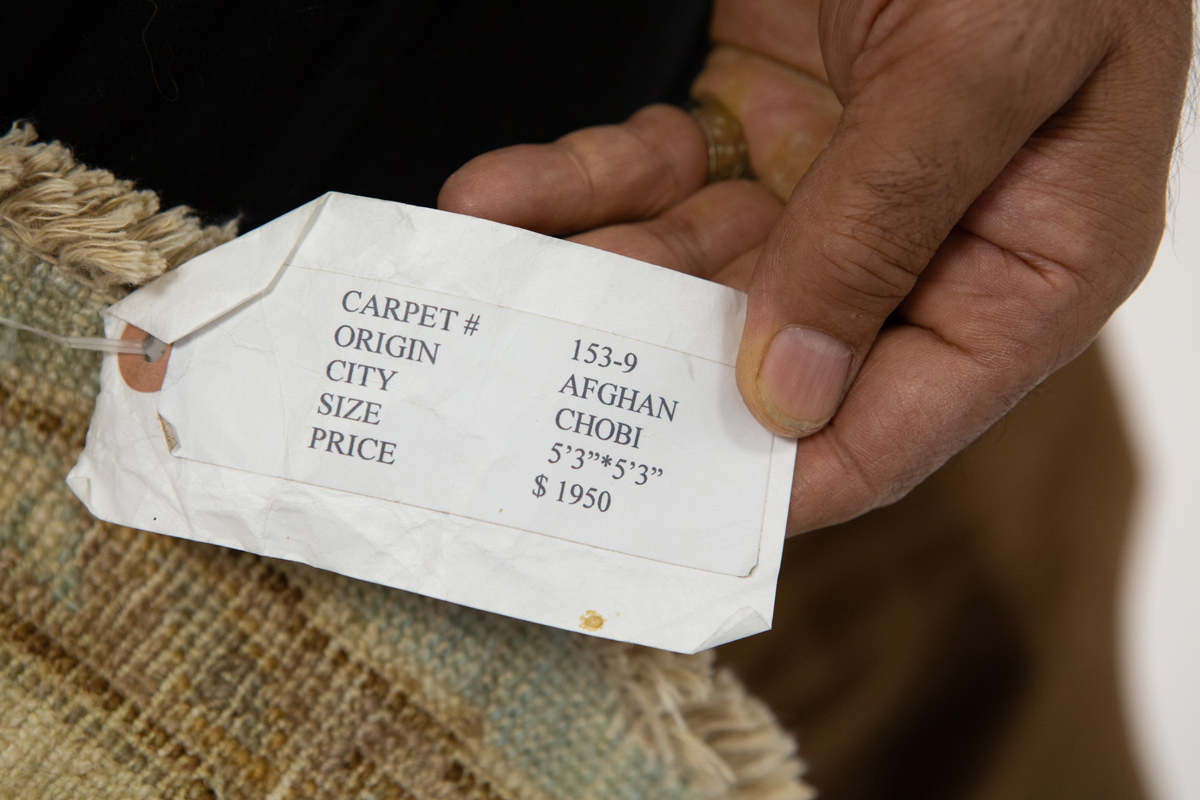 CARPET # 153-9
ORIGIN AFGHAN
CITY CHOBI
SIZE 5’3”*5’3”
PRICE $ 1950